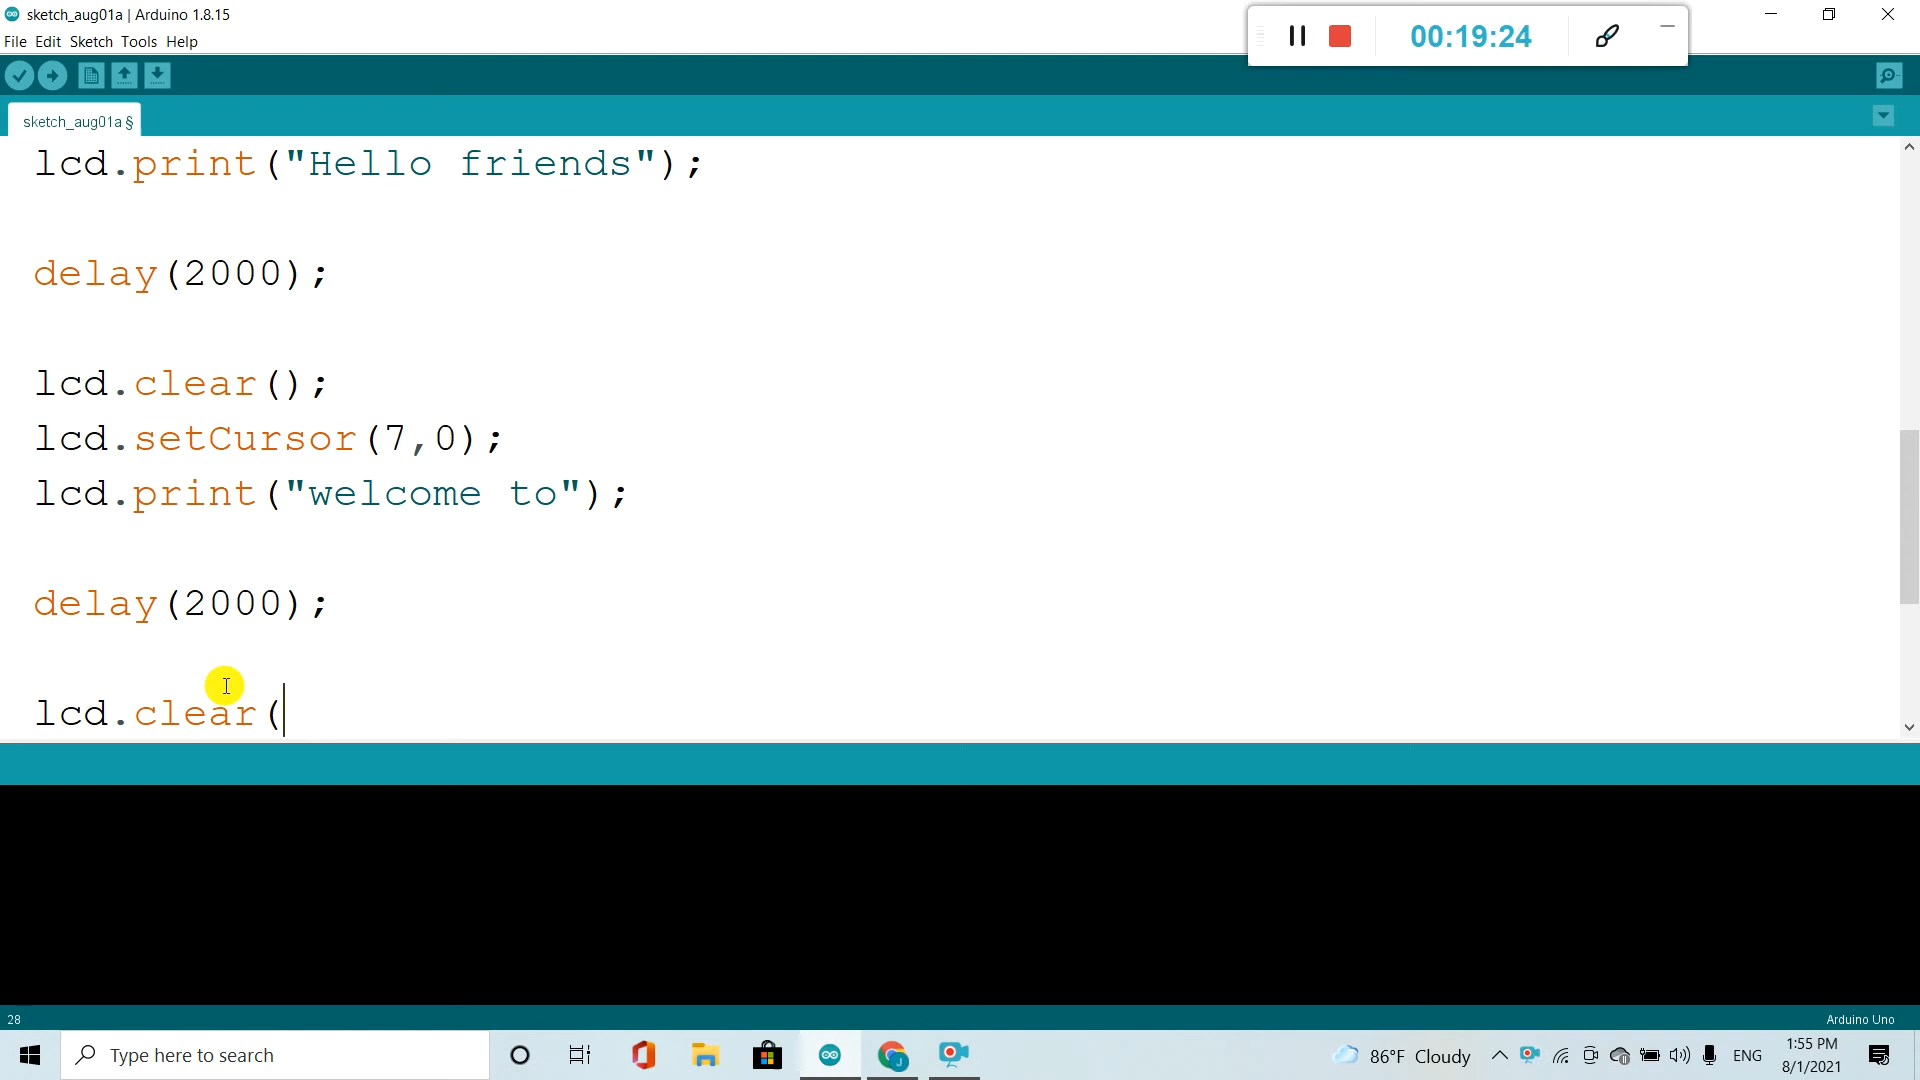 sketch_aug01a | Arduino 1.8.15
File Edit Sketch Tools Help
00:19:24
sketch_aug01a §
lcd.print("Hello friends");
delay(2000);
lcd.clear();
lcd.setCursor(7,0);
lcd.print("welcome to");
delay(2000);
lcd.clear(
28
Arduino Uno
Type here to search
86°F Cloudy
ENG
1:55 PM
8/1/2021